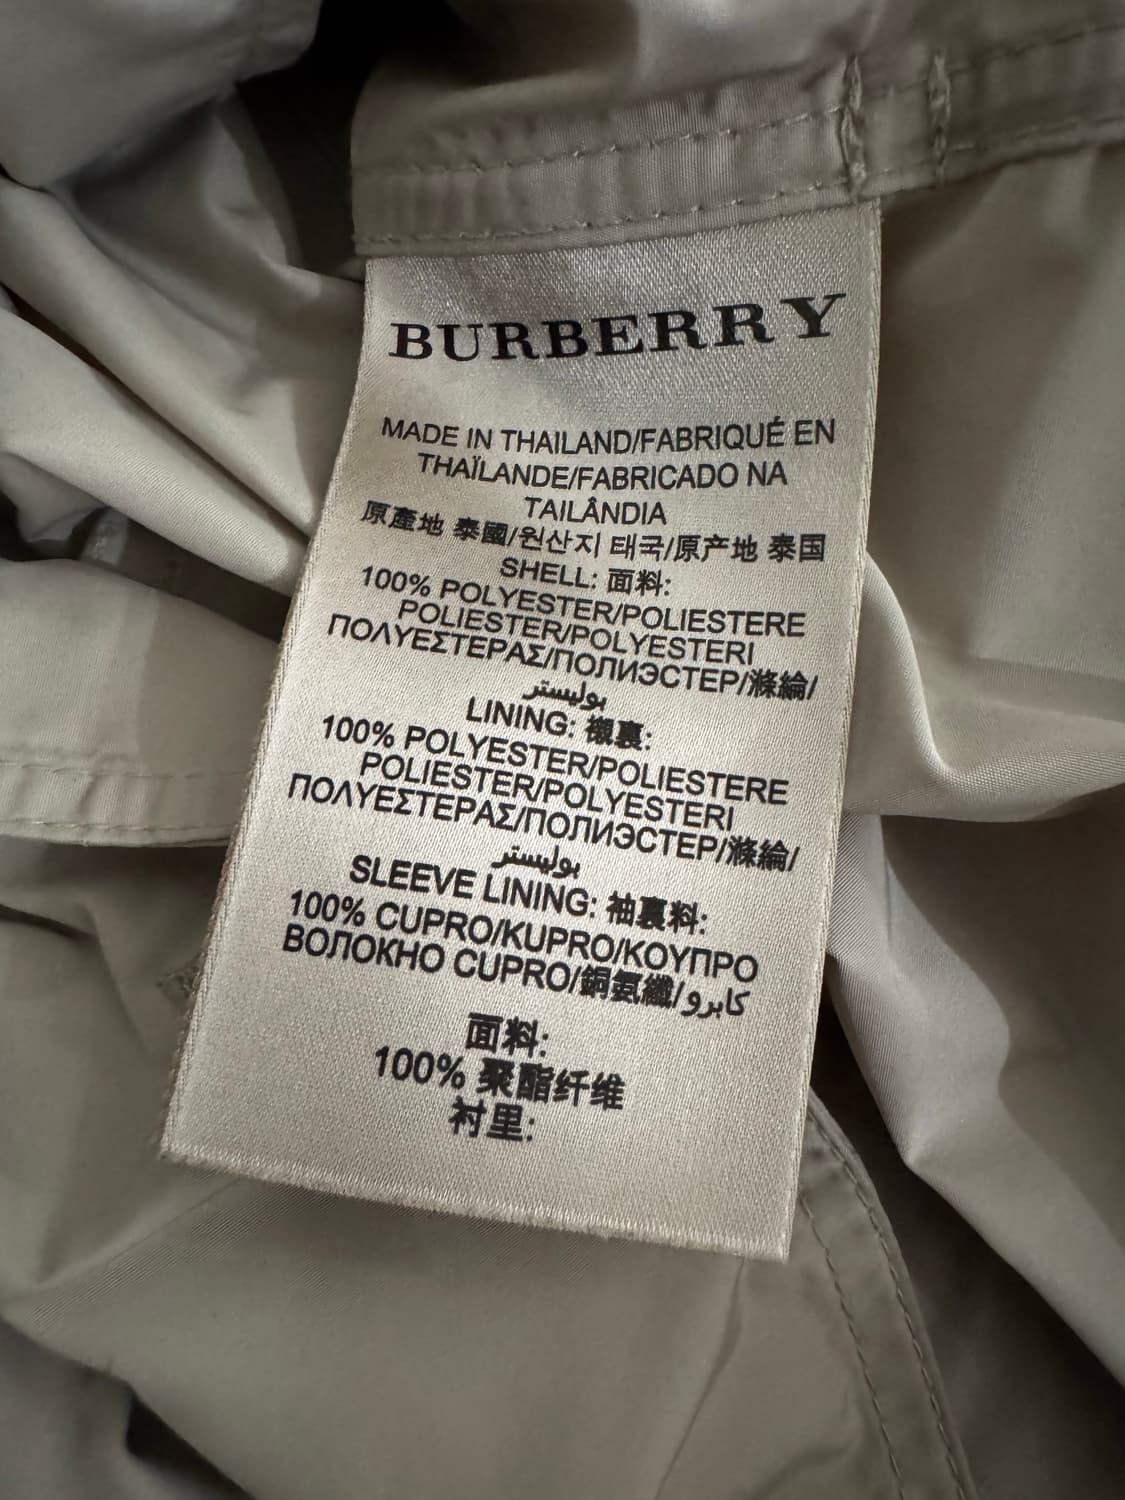 BURBERRY
MADE IN THAILAND/FABRIQUÉ EN
THAÏLANDE/FABRICADO NA
TAILÂNDIA
原產地 泰國/원산지 태국/原产地 泰国
SHELL: 面料:
100% POLYESTER/POLIESTERE
POLIESTER/POLYESTERI
ΠΟΛΥΕΣΤΕΡΑΣ/ПОЛИЭСТЕР/滌綸/
بوليستر
LINING: 襯裏:
100% POLYESTER/POLIESTERE
POLIESTER/POLYESTERI
ΠΟΛΥΕΣΤΕΡΑΣ/ПОЛИЭСТЕР/滌綸/
بوليستر
SLEEVE LINING: 袖裏料:
100% CUPRO/KUPRO/ΚΟΥΠΡΟ
ВОЛОКНО CUPRO/銅氨纖/كابرو
面料:
100% 聚酯纤维
衬里: